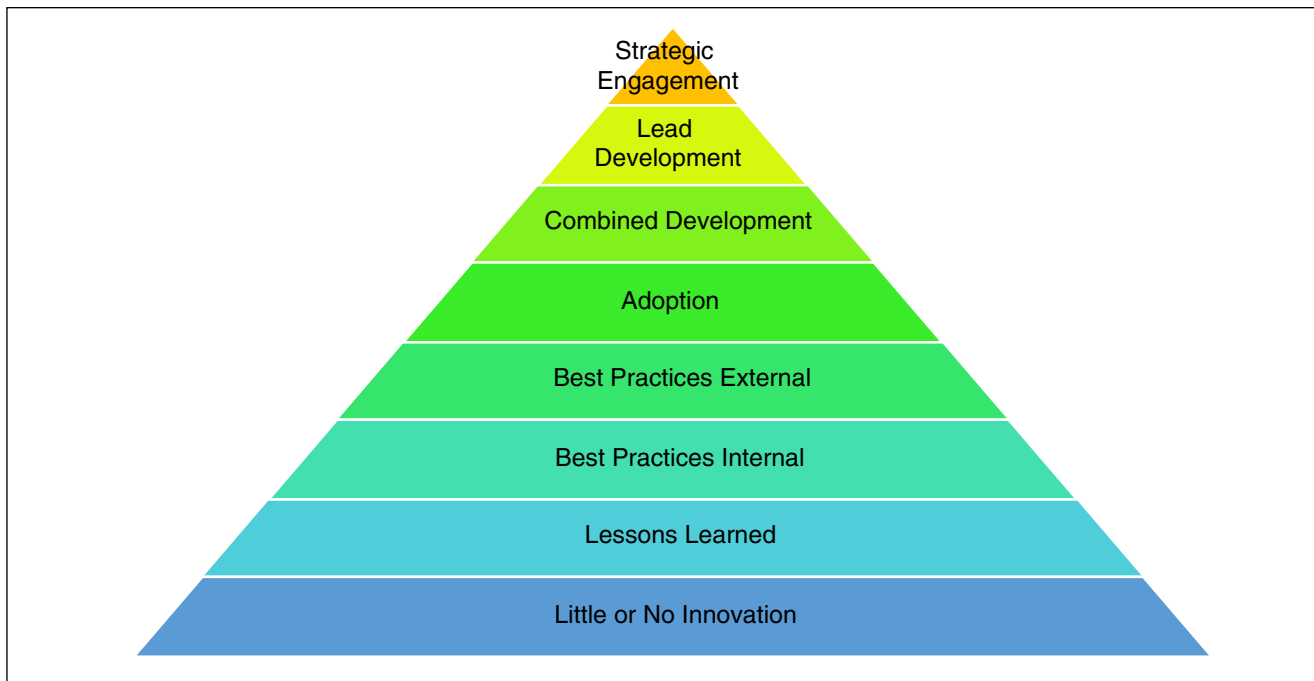 Strategic
Engagement
Lead
Development
Combined Development
Adoption
Best Practices External
Best Practices Internal
Lessons Learned
Little or No Innovation